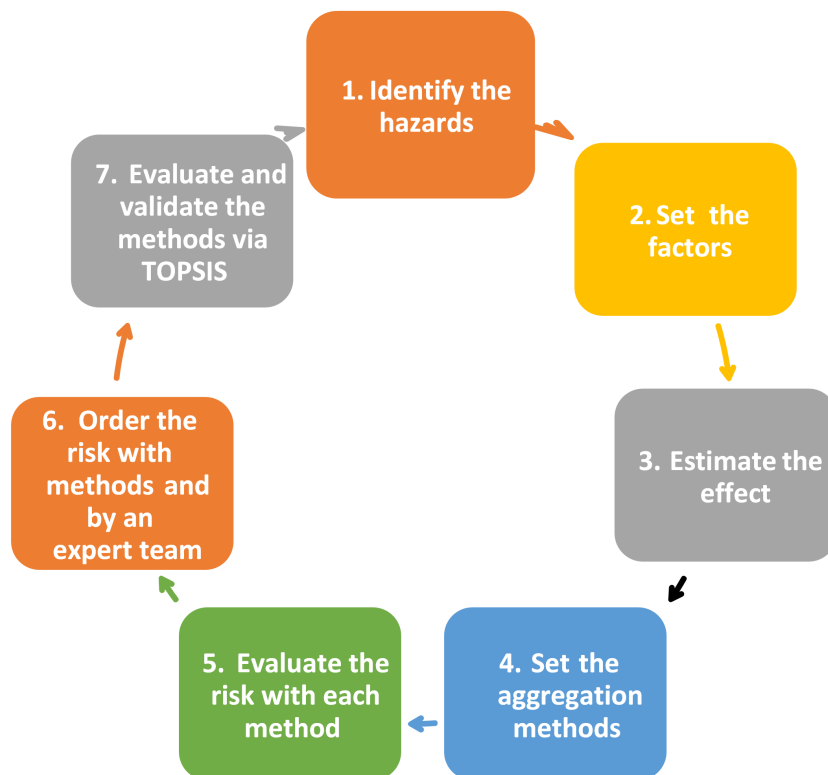 1. Identify the
hazards
2. Set the
factors
3. Estimate the
effect
4. Set the
aggregation
methods
5. Evaluate the
risk with each
method
6. Order the
risk with
methods and
by an
expert team
7. Evaluate and
validate the
methods via
TOPSIS